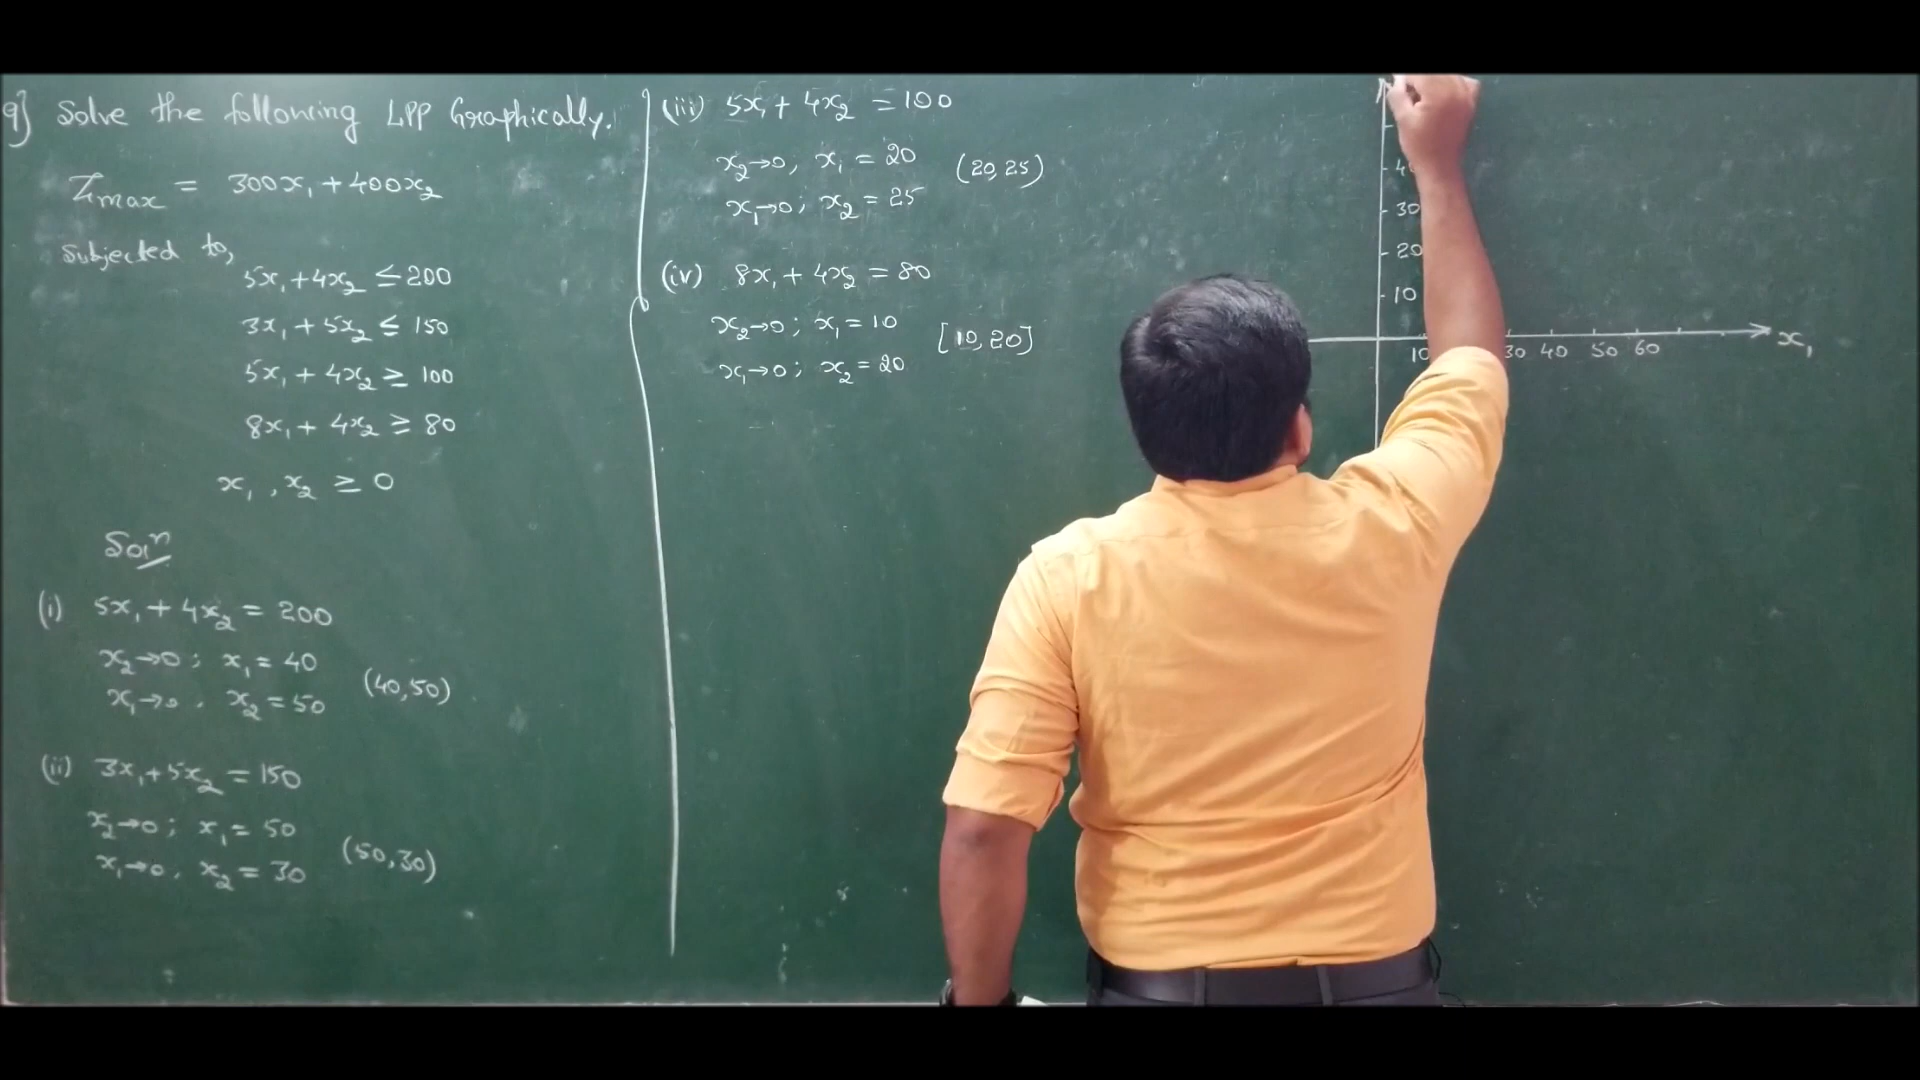 9] Solve the following LPP Graphically.
Zmax = 300x₁ + 400x₂
Subjected to,
5x₁ + 4x₂ ≤ 200
3x₁ + 5x₂ ≤ 150
5x₁ + 4x₂ ≥ 100
8x₁ + 4x₂ ≥ 80
x₁ , x₂ ≥ 0
Solⁿ
(i) 5x₁ + 4x₂ = 200
x₂→0 ; x₁ = 40
x₁→0 , x₂ = 50
(40,50)
(ii) 3x₁ + 5x₂ = 150
x₂→0 ; x₁ = 50
x₁→0 , x₂ = 30
(50,30)
(iii) 5x₁ + 4x₂ = 100
x₂→0 ; x₁ = 20
x₁→0 ; x₂ = 25
(20,25)
(iv) 8x₁ + 4x₂ = 80
x₂→0 ; x₁ = 10
x₁→0 ; x₂ = 20
[10,20]
30
20
10
10 30 40 50 60 x₁